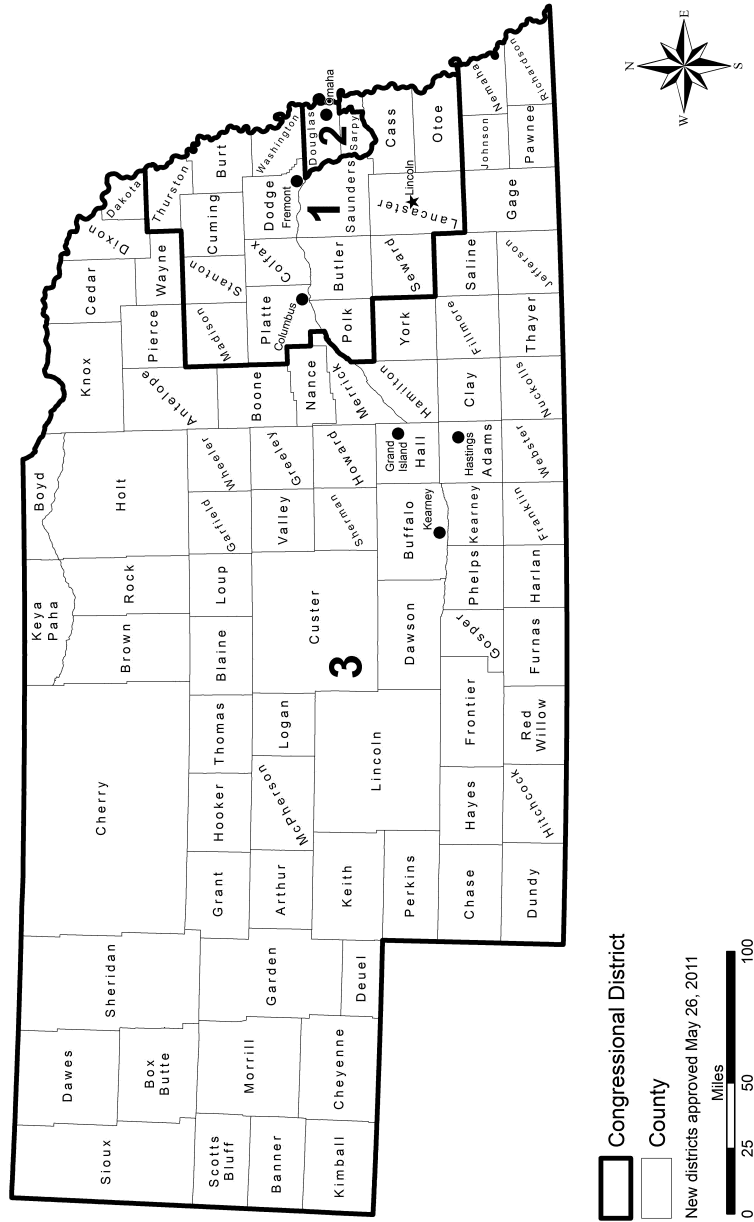 Sioux
Dawes
Box
Butte
Sheridan
Cherry
Keya
Paha
Boyd
Brown
Rock
Holt
Knox
Cedar
Dixon
Dakota
Antelope
Pierce
Wayne
Thurston
Scotts
Bluff
Banner
Kimball
Morrill
Cheyenne
Garden
Deuel
Grant
Hooker
Thomas
Blaine
Loup
Garfield
Wheeler
Boone
Madison
Stanton
Cuming
Burt
Arthur
McPherson
Logan
Custer
Valley
Greeley
Nance
Platte
Columbus
Colfax
Dodge
Fremont
Washington
Keith
Lincoln
3
Sherman
Howard
Merrick
Polk
Butler
1
Saunders
Douglas
2
Sarpy
Omaha
Perkins
Dawson
Buffalo
Kearney
Grand
Island
Hall
Hamilton
York
Seward
Lancaster
Lincoln
Cass
Otoe
Chase
Hayes
Frontier
Gosper
Phelps
Kearney
Hastings
Adams
Clay
Fillmore
Saline
Gage
Johnson
Nemaha
Dundy
Hitchcock
Red
Willow
Furnas
Harlan
Franklin
Webster
Nuckolls
Thayer
Jefferson
Pawnee
Richardson
Congressional District
County
New districts approved May 26, 2011
Miles
0 25 50 100
N
W E
S